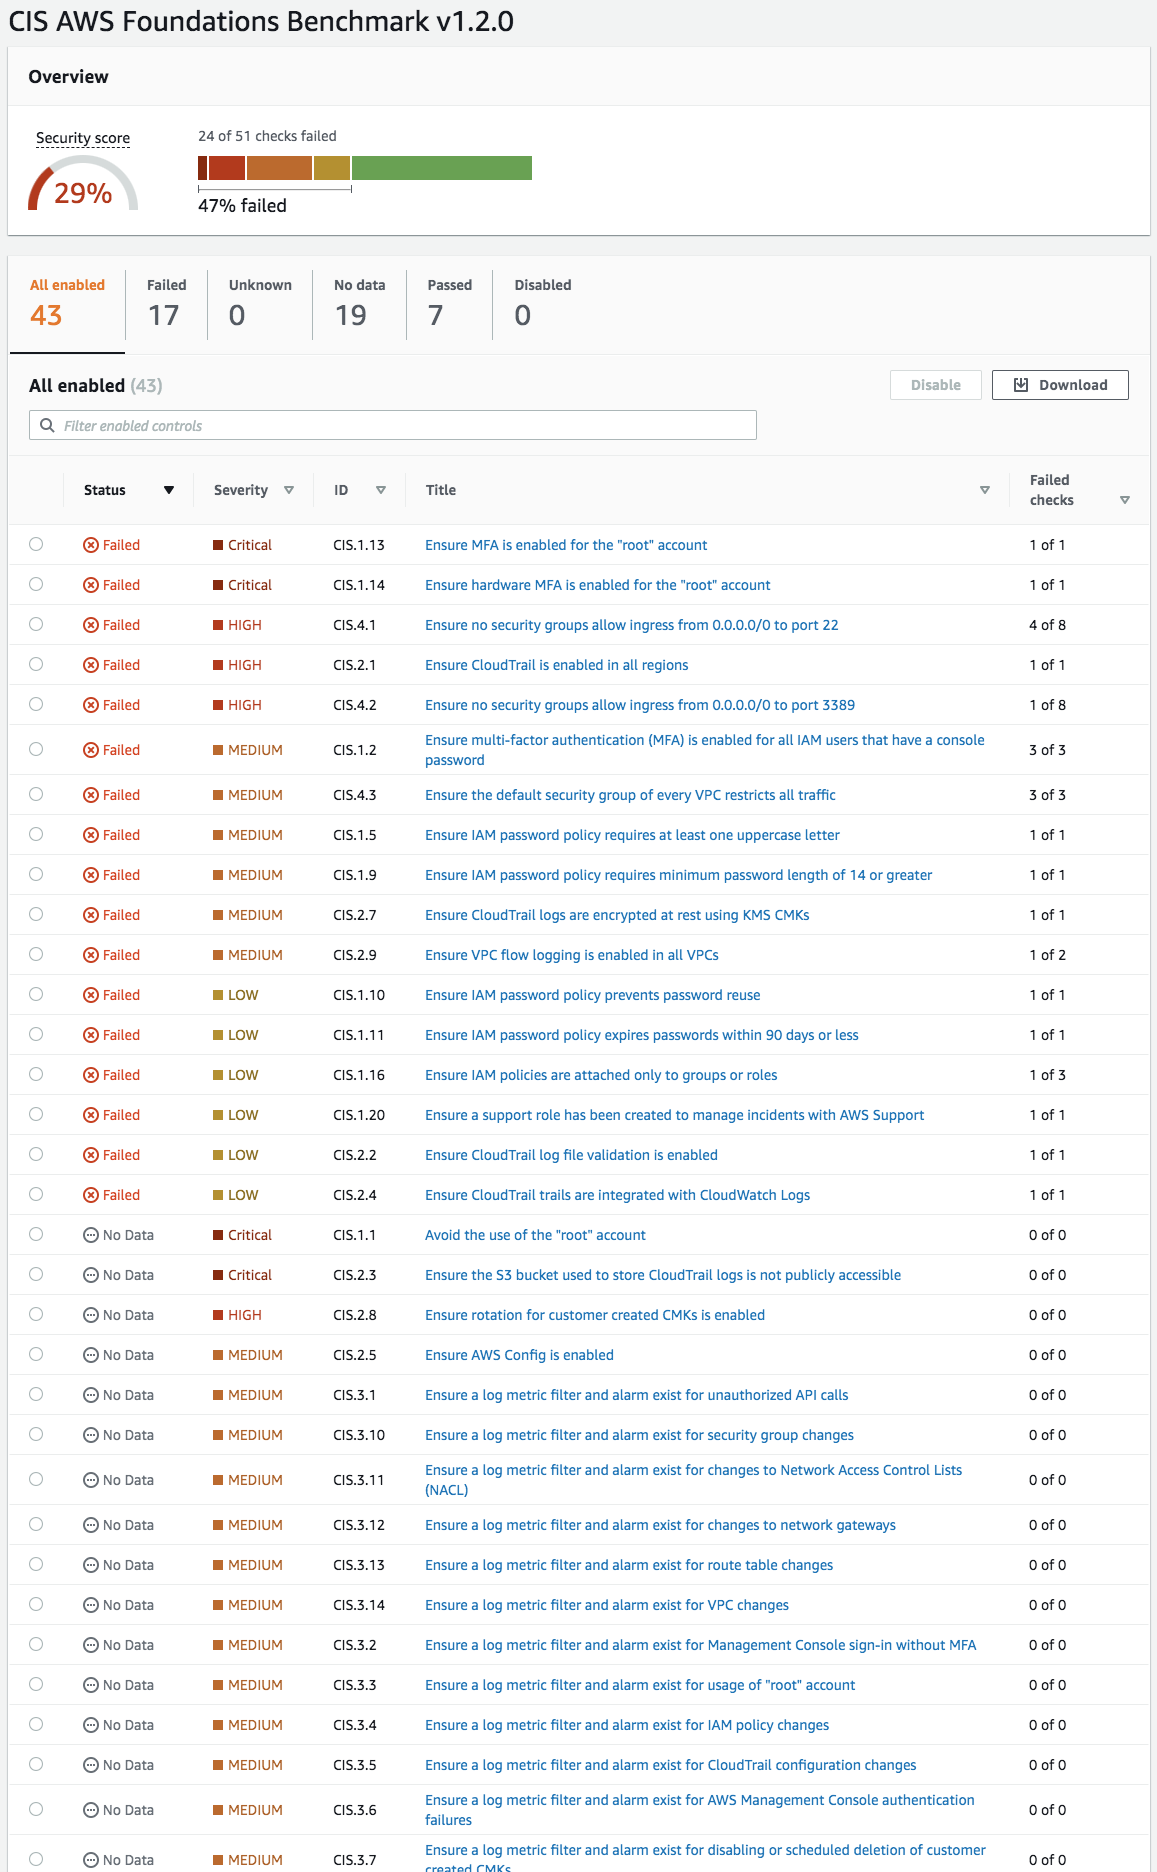 CIS AWS Foundations Benchmark v1.2.0
Overview
Security score
29%
24 of 51 checks failed
47% failed
All enabled
43
Failed
17
Unknown
0
No data
19
Passed
7
Disabled
0
All enabled (43)
Disable
Download
Filter enabled controls
Status Severity ID Title Failed checks
Failed Critical CIS.1.13 Ensure MFA is enabled for the "root" account 1 of 1
Failed Critical CIS.1.14 Ensure hardware MFA is enabled for the "root" account 1 of 1
Failed HIGH CIS.4.1 Ensure no security groups allow ingress from 0.0.0.0/0 to port 22 4 of 8
Failed HIGH CIS.2.1 Ensure CloudTrail is enabled in all regions 1 of 1
Failed HIGH CIS.4.2 Ensure no security groups allow ingress from 0.0.0.0/0 to port 3389 1 of 8
Failed MEDIUM CIS.1.2 Ensure multi-factor authentication (MFA) is enabled for all IAM users that have a console
password 3 of 3
Failed MEDIUM CIS.4.3 Ensure the default security group of every VPC restricts all traffic 3 of 3
Failed MEDIUM CIS.1.5 Ensure IAM password policy requires at least one uppercase letter 1 of 1
Failed MEDIUM CIS.1.9 Ensure IAM password policy requires minimum password length of 14 or greater 1 of 1
Failed MEDIUM CIS.2.7 Ensure CloudTrail logs are encrypted at rest using KMS CMKs 1 of 1
Failed MEDIUM CIS.2.9 Ensure VPC flow logging is enabled in all VPCs 1 of 2
Failed LOW CIS.1.10 Ensure IAM password policy prevents password reuse 1 of 1
Failed LOW CIS.1.11 Ensure IAM password policy expires passwords within 90 days or less 1 of 1
Failed LOW CIS.1.16 Ensure IAM policies are attached only to groups or roles 1 of 3
Failed LOW CIS.1.20 Ensure a support role has been created to manage incidents with AWS Support 1 of 1
Failed LOW CIS.2.2 Ensure CloudTrail log file validation is enabled 1 of 1
Failed LOW CIS.2.4 Ensure CloudTrail trails are integrated with CloudWatch Logs 1 of 1
No Data Critical CIS.1.1 Avoid the use of the "root" account 0 of 0
No Data Critical CIS.2.3 Ensure the S3 bucket used to store CloudTrail logs is not publicly accessible 0 of 0
No Data HIGH CIS.2.8 Ensure rotation for customer created CMKs is enabled 0 of 0
No Data MEDIUM CIS.2.5 Ensure AWS Config is enabled 0 of 0
No Data MEDIUM CIS.3.1 Ensure a log metric filter and alarm exist for unauthorized API calls 0 of 0
No Data MEDIUM CIS.3.10 Ensure a log metric filter and alarm exist for security group changes 0 of 0
No Data MEDIUM CIS.3.11 Ensure a log metric filter and alarm exist for changes to Network Access Control Lists
(NACL) 0 of 0
No Data MEDIUM CIS.3.12 Ensure a log metric filter and alarm exist for changes to network gateways 0 of 0
No Data MEDIUM CIS.3.13 Ensure a log metric filter and alarm exist for route table changes 0 of 0
No Data MEDIUM CIS.3.14 Ensure a log metric filter and alarm exist for VPC changes 0 of 0
No Data MEDIUM CIS.3.2 Ensure a log metric filter and alarm exist for Management Console sign-in without MFA 0 of 0
No Data MEDIUM CIS.3.3 Ensure a log metric filter and alarm exist for usage of "root" account 0 of 0
No Data MEDIUM CIS.3.4 Ensure a log metric filter and alarm exist for IAM policy changes 0 of 0
No Data MEDIUM CIS.3.5 Ensure a log metric filter and alarm exist for CloudTrail configuration changes 0 of 0
No Data MEDIUM CIS.3.6 Ensure a log metric filter and alarm exist for AWS Management Console authentication
failures 0 of 0
No Data MEDIUM CIS.3.7 Ensure a log metric filter and alarm exist for disabling or scheduled deletion of customer
created CMKs 0 of 0